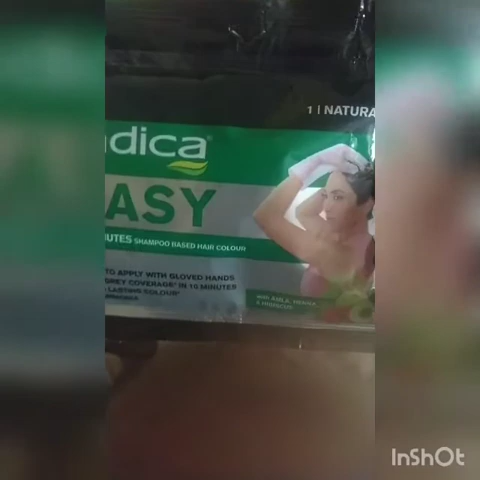 1 | NATURA
dica
ASY
UTES SHAMPOO BASED HAIR COLOUR
TO APPLY WITH GLOVED HANDS
GREY COVERAGE* IN 10 MINUTES
LASTING COLOUR*
with AMLA, HENNA
& HIBISCUS
InShOt